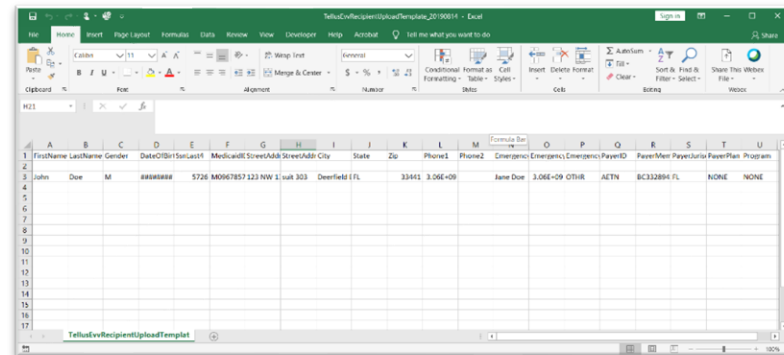 TellusEvvRecipientUploadTemplate_20190814 - Excel
Sign in
File Home Insert Page Layout Formulas Data Review View Developer Help Acrobat Tell me what you want to do Share
Calibri 11 Wrap Text General AutoSum
Fill
Paste B I U Merge & Center $ % Conditional Format as Cell Insert Delete Format Clear Sort & Find & Share This Webex
Formatting Table Styles Filter Select File
Clipboard Font Alignment Number Styles Cells Editing Webex
H21 fx
Formula Bar
A B C D E F G H I J K L M N O P Q R S T U
1 FirstName LastName Gender DateOfBirt SsnLast4 MedicaidI StreetAddr StreetAddr City State Zip Phone1 Phone2 Emergenc Emergenc Emergenc PayerID PayerMem PayerJurisd PayerPlan Program
2
3 John Doe M ######## 5726 M0967857 123 NW 1 suit 303 Deerfield FL 33441 3.06E+09 Jane Doe 3.06E+09 OTHR AETN BC332894 FL NONE NONE
4
5
6
7
8
9
10
11
12
13
14
15
16
17
TellusEvvRecipientUploadTemplat
100%